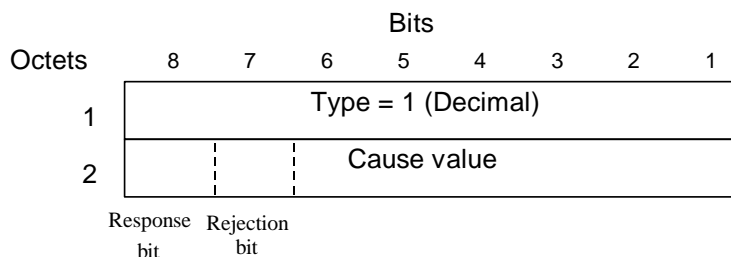 Bits
Octets 8 7 6 5 4 3 2 1
1 Type = 1 (Decimal)
2 Cause value
Response Rejection
bit bit